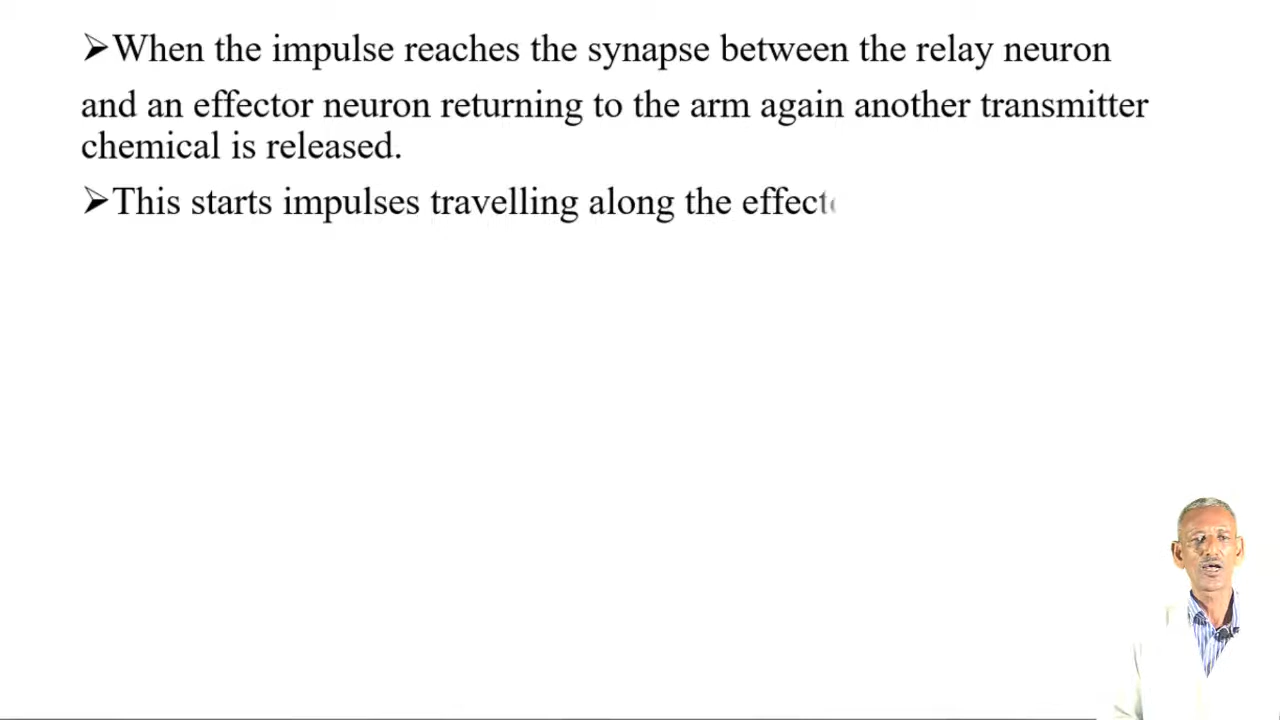 ➢When the impulse reaches the synapse between the relay neuron
and an effector neuron returning to the arm again another transmitter
chemical is released.
➢This starts impulses travelling along the